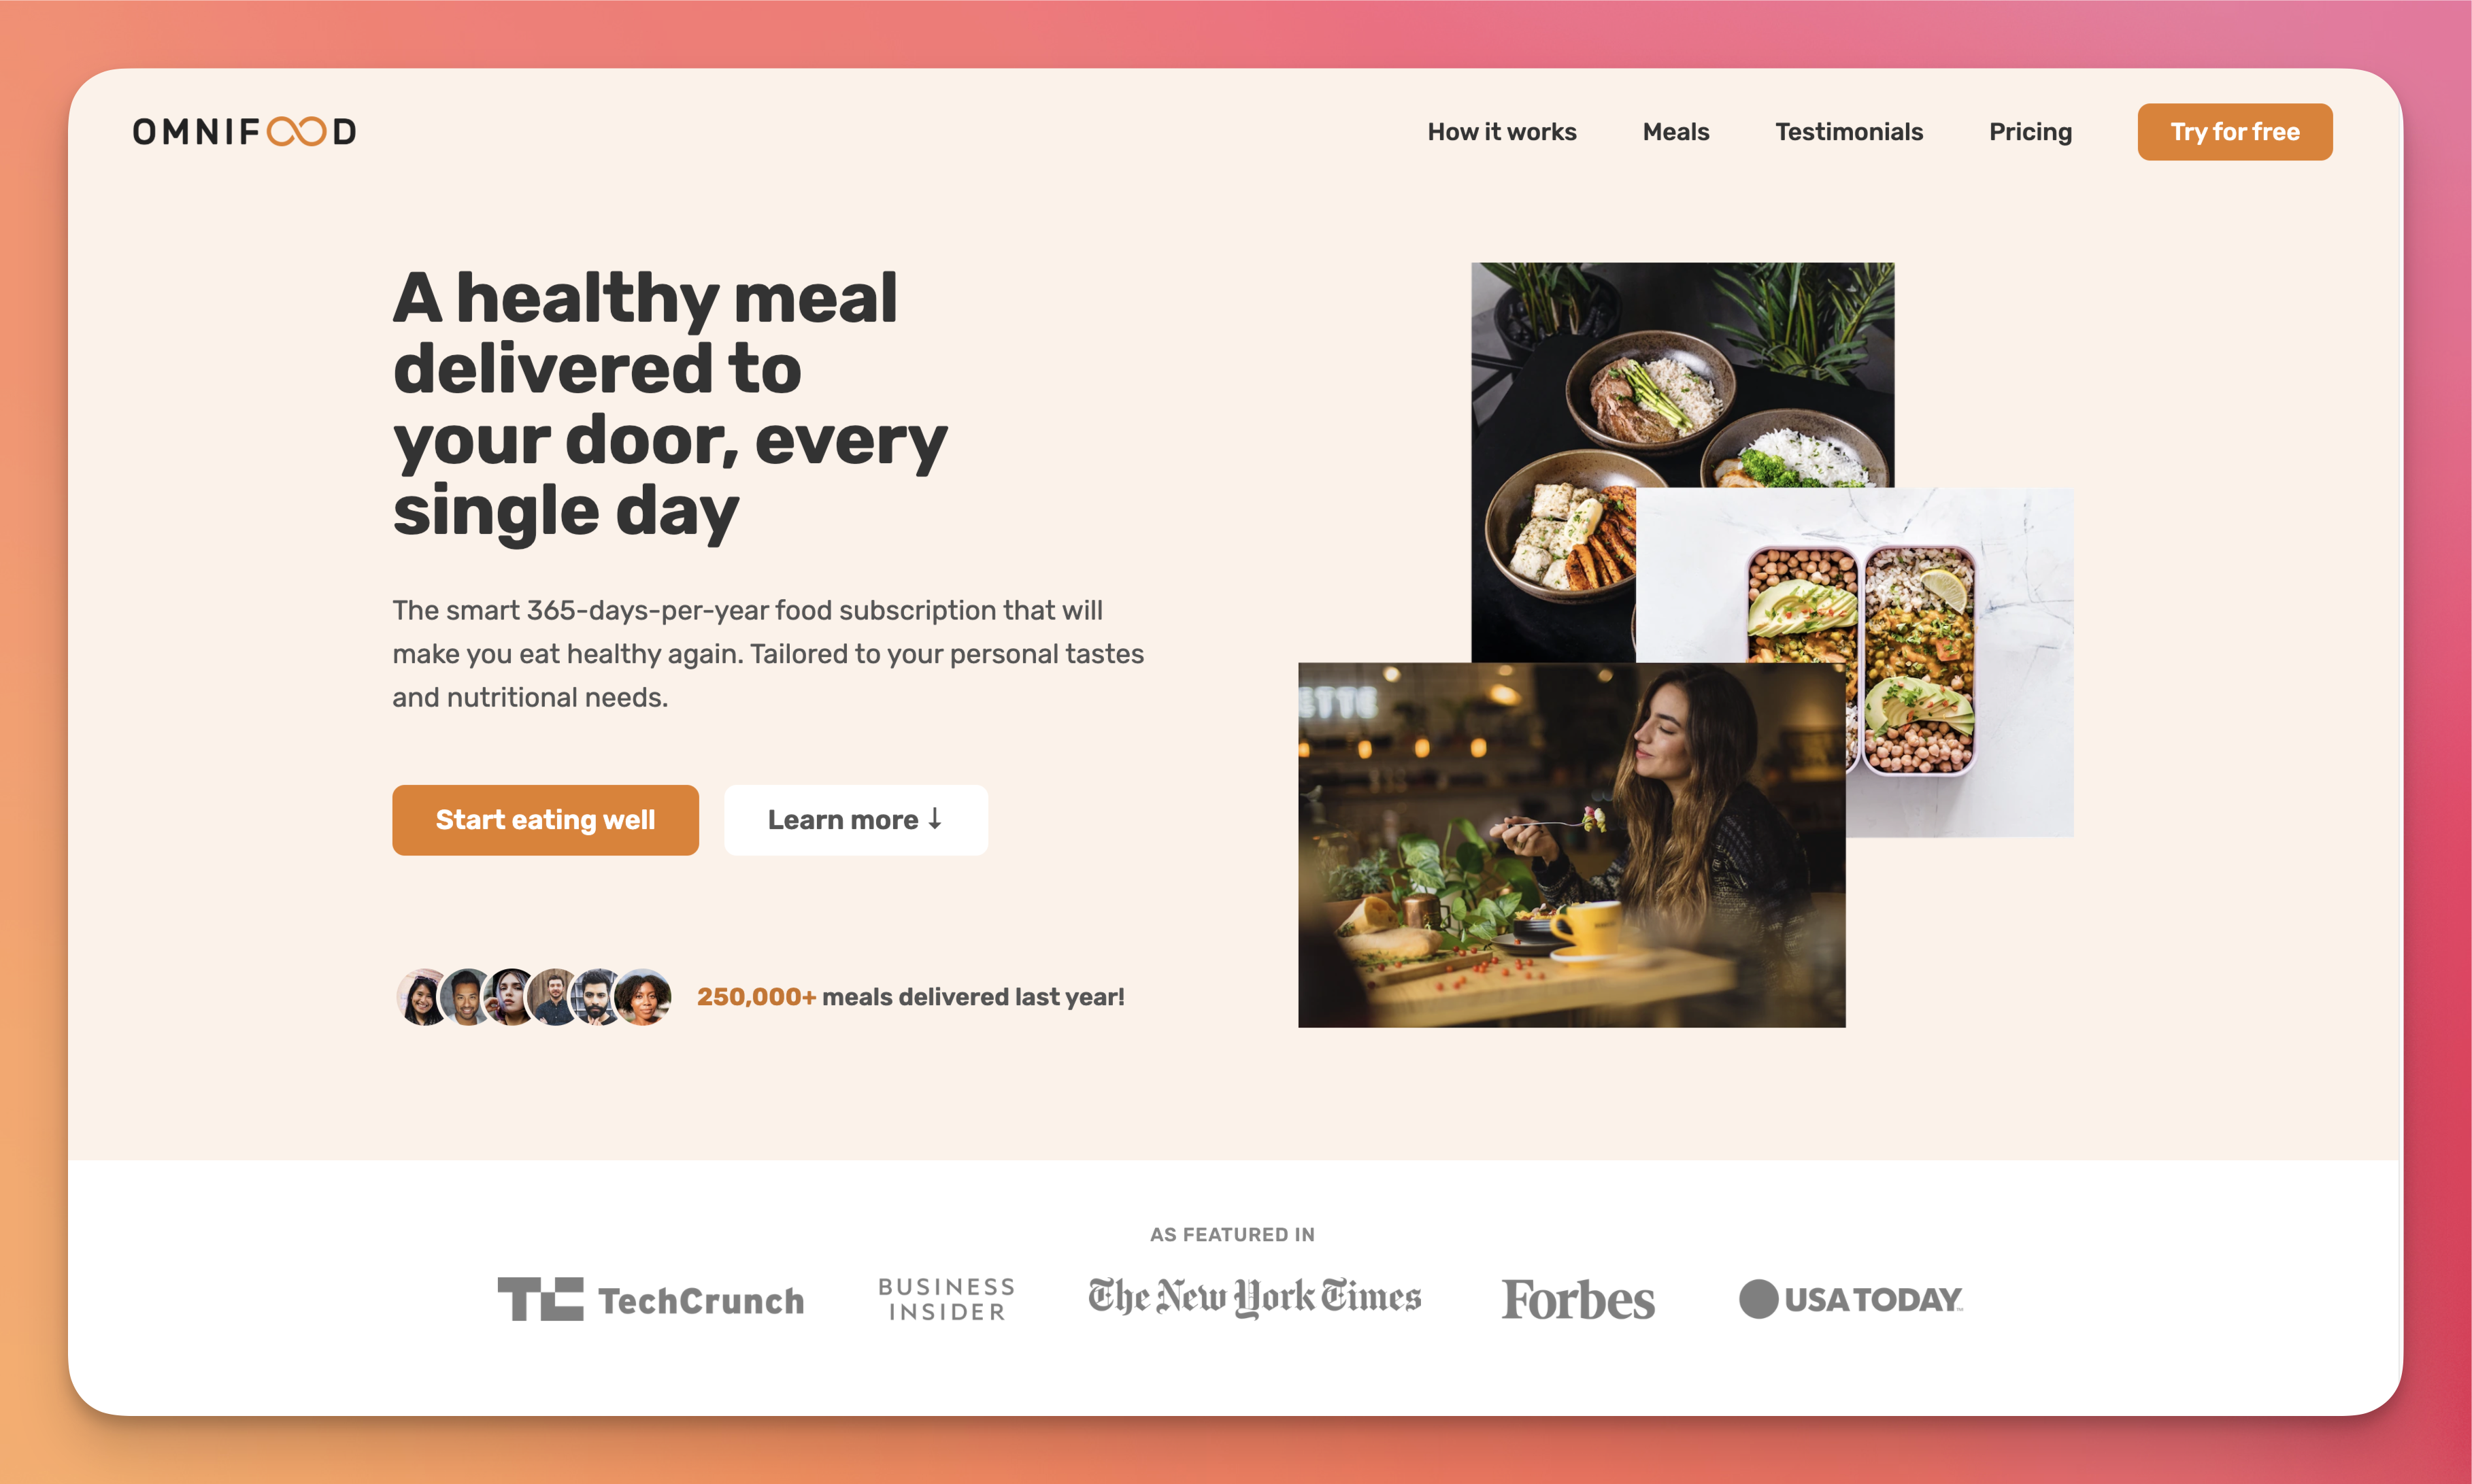 OMNIFOOD
How it works Meals Testimonials Pricing Try for free
A healthy meal
delivered to
your door, every
single day
The smart 365-days-per-year food subscription that will
make you eat healthy again. Tailored to your personal tastes
and nutritional needs.
Start eating well Learn more ↓
250,000+ meals delivered last year!
ETTE
AS FEATURED IN
TC TechCrunch
BUSINESS
INSIDER
The New York Times
Forbes
USA TODAY